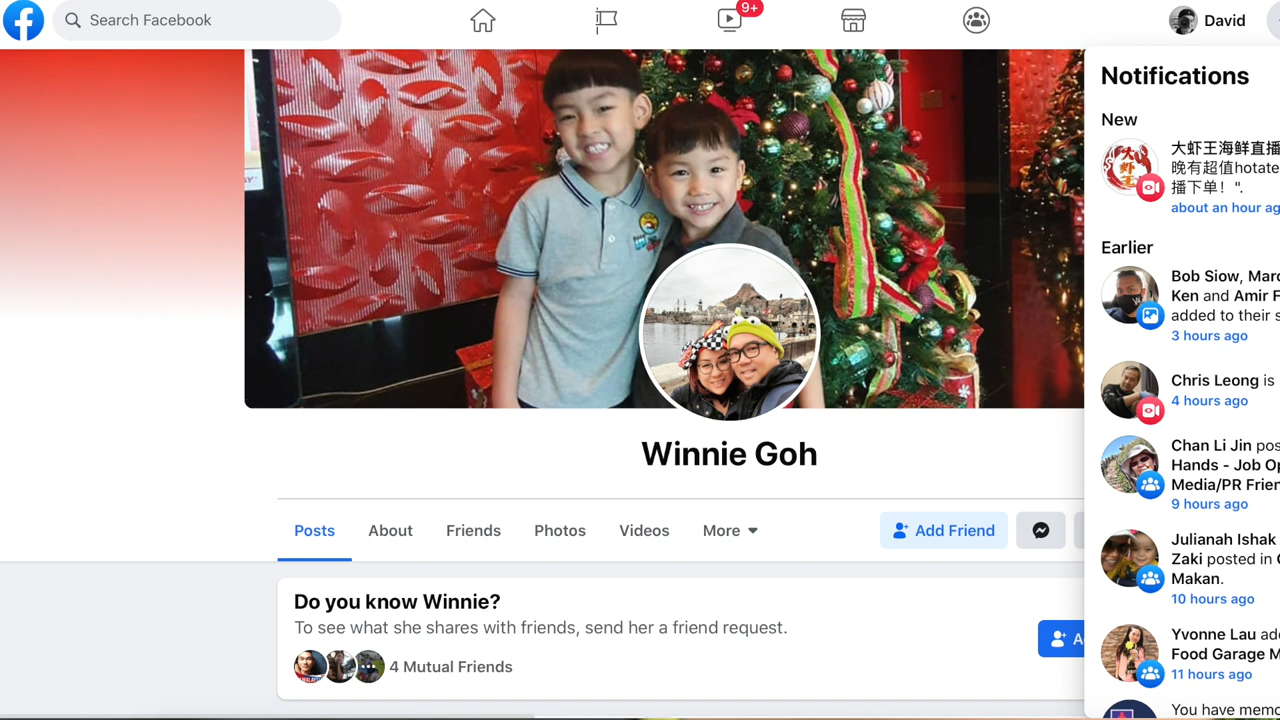 Search Facebook
9+
David
Notifications
New
大虾王海鲜直播
晚有超值hotate
播下单！".
about an hour ag
Earlier
Bob Siow, Marc
Ken and Amir F
added to their s
3 hours ago
Chris Leong is
4 hours ago
Chan Li Jin pos
Hands - Job Op
Media/PR Frien
9 hours ago
Julianah Ishak
Zaki posted in
Makan.
10 hours ago
Yvonne Lau add
Food Garage M
11 hours ago
You have memo
Winnie Goh
Posts About Friends Photos Videos More
Add Friend
Do you know Winnie?
To see what she shares with friends, send her a friend request.
4 Mutual Friends